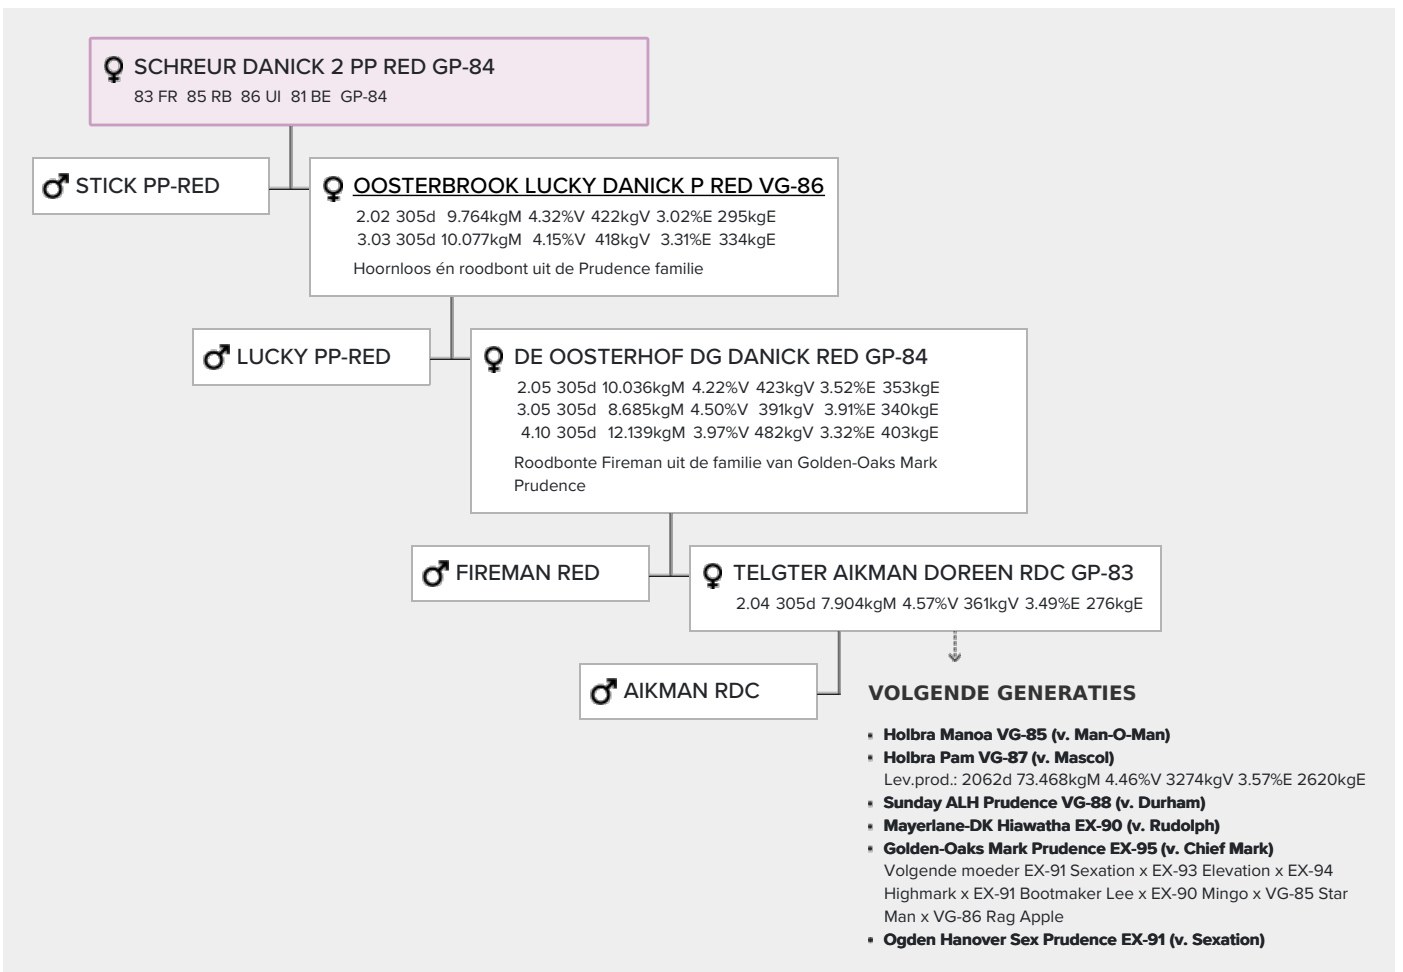 SCHREUR DANICK 2 PP RED GP-84
83 FR 85 RB 86 UI 81 BE GP-84
STICK PP-RED
OOSTERBROOK LUCKY DANICK P RED VG-86
2.02 305d 9.764kgM 4.32%V 422kgV 3.02%E 295kgE
3.03 305d 10.077kgM 4.15%V 418kgV 3.31%E 334kgE
Hoornloos én roodbont uit de Prudence familie
LUCKY PP-RED
DE OOSTERHOF DG DANICK RED GP-84
2.05 305d 10.036kgM 4.22%V 423kgV 3.52%E 353kgE
3.05 305d 8.685kgM 4.50%V 391kgV 3.91%E 340kgE
4.10 305d 12.139kgM 3.97%V 482kgV 3.32%E 403kgE
Roodbonte Fireman uit de familie van Golden-Oaks Mark
Prudence
FIREMAN RED
TELGTER AIKMAN DOREEN RDC GP-83
2.04 305d 7.904kgM 4.57%V 361kgV 3.49%E 276kgE
AIKMAN RDC
VOLGENDE GENERATIES
Holbra Manoa VG-85 (v. Man-O-Man)
Holbra Pam VG-87 (v. Mascol)
Lev.prod.: 2062d 73.468kgM 4.46%V 3274kgV 3.57%E 2620kgE
Sunday ALH Prudence VG-88 (v. Durham)
Mayerlane-DK Hiawatha EX-90 (v. Rudolph)
Golden-Oaks Mark Prudence EX-95 (v. Chief Mark)
Volgende moeder EX-91 Sexation x EX-93 Elevation x EX-94
Highmark x EX-91 Bootmaker Lee x EX-90 Mingo x VG-85 Star
Man x VG-86 Rag Apple
Ogden Hanover Sex Prudence EX-91 (v. Sexation)